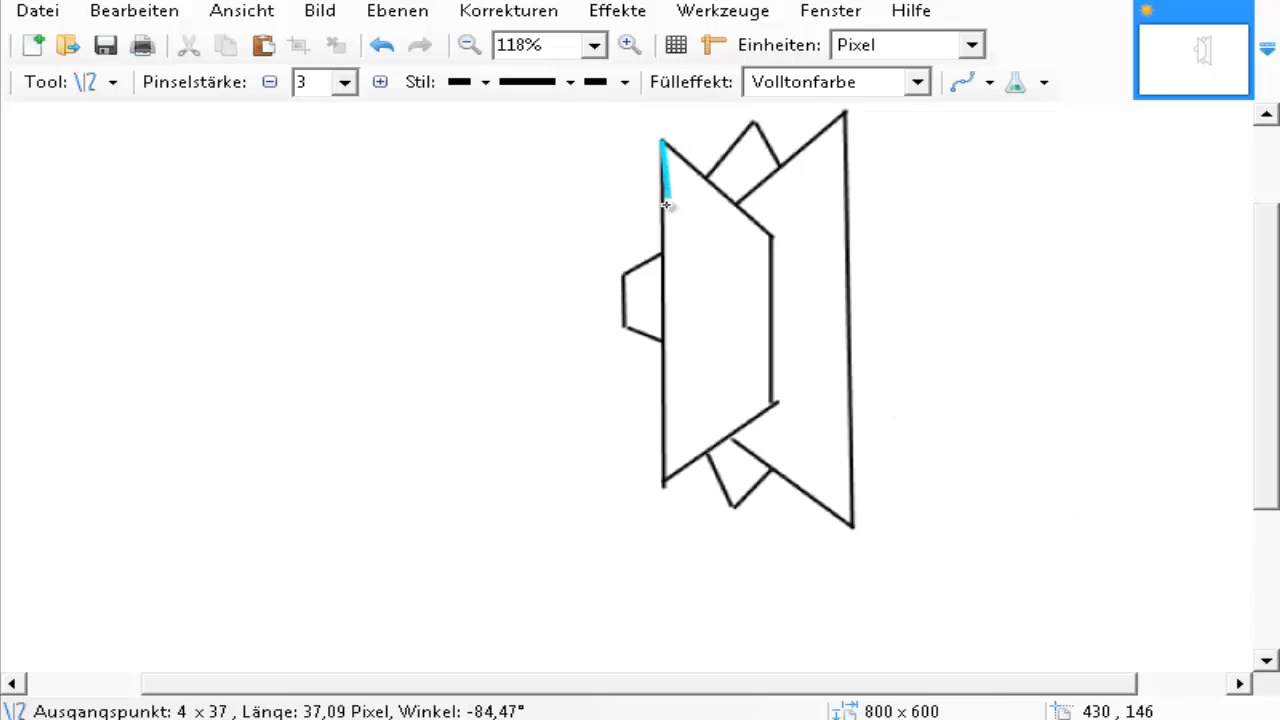 Datei Bearbeiten Ansicht Bild Ebenen Korrekturen Effekte Werkzeuge Fenster Hilfe
118% Einheiten: Pixel
Tool: Pinselstärke: 3 Stil: Fülleffekt: Volltonfarbe
Ausgangspunkt: 4 x 37 , Länge: 37,09 Pixel, Winkel: -84,47° 800 x 600 430 , 146